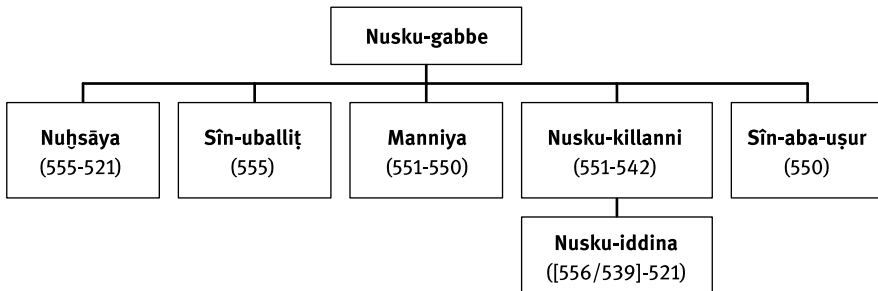 Nusku-gabbe
Nuḫsāya
(555-521)
Sîn-uballiṭ
(555)
Manniya
(551-550)
Nusku-killanni
(551-542)
Sîn-aba-uṣur
(550)
Nusku-iddina
([556/539]-521)